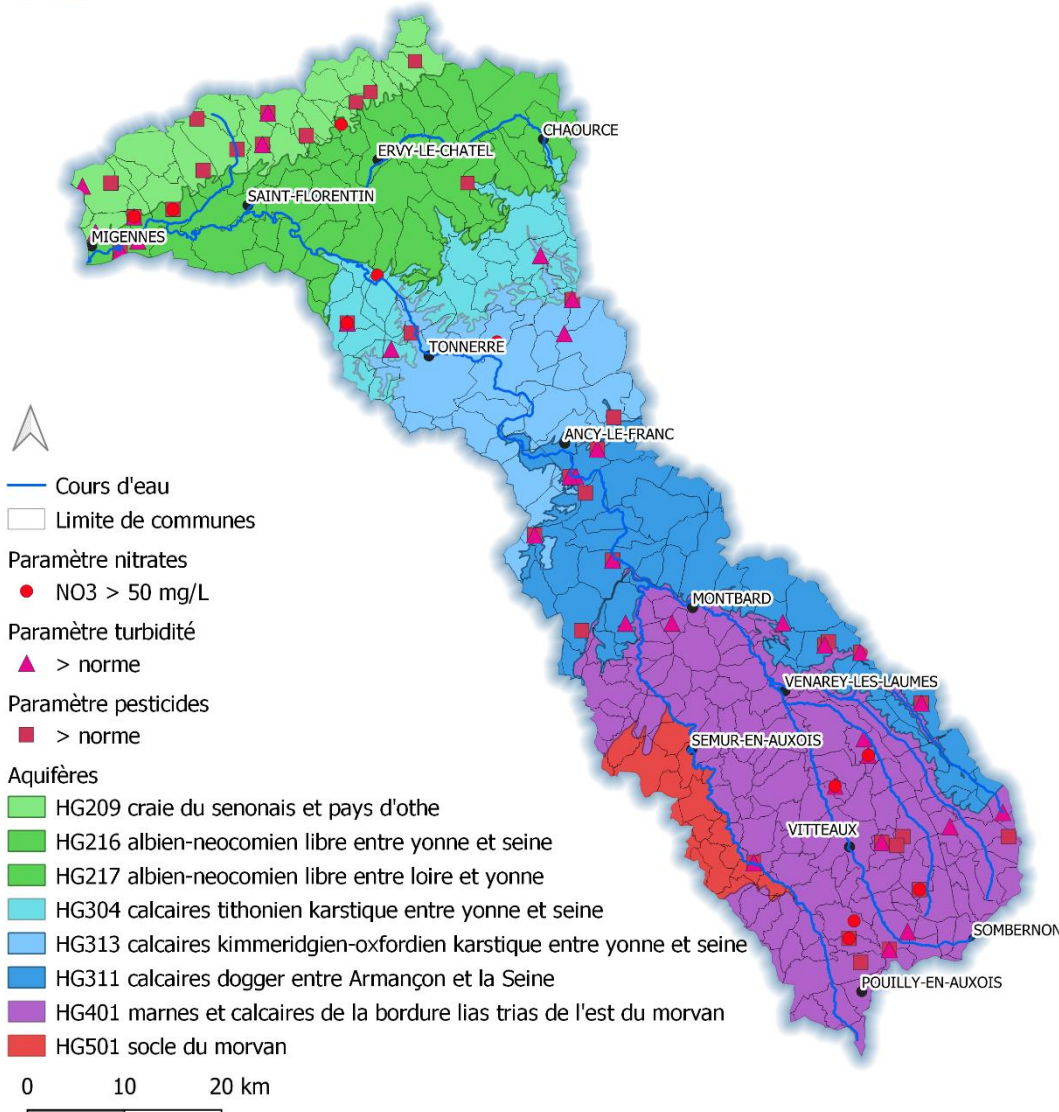 CHAOURCE
ERVY-LE-CHATEL
SAINT-FLORENTIN
MIGENNES
TONNERRE
ANCY-LE-FRANC
MONTBARD
VENAREY-LES-LAUMES
SEMUR-EN-AUXOIS
VITTEAUX
SOMBERNON
POUILLY-EN-AUXOIS
Cours d'eau
Limite de communes
Paramètre nitrates
NO3 > 50 mg/L
Paramètre turbidité
> norme
Paramètre pesticides
> norme
Aquifères
HG209 craie du senonais et pays d'othe
HG216 albien-neocomien libre entre yonne et seine
HG217 albien-neocomien libre entre loire et yonne
HG304 calcaires tithonien karstique entre yonne et seine
HG313 calcaires kimmeridgien-oxfordien karstique entre yonne et seine
HG311 calcaires dogger entre Armançon et la Seine
HG401 marnes et calcaires de la bordure lias trias de l'est du morvan
HG501 socle du morvan
0 10 20 km